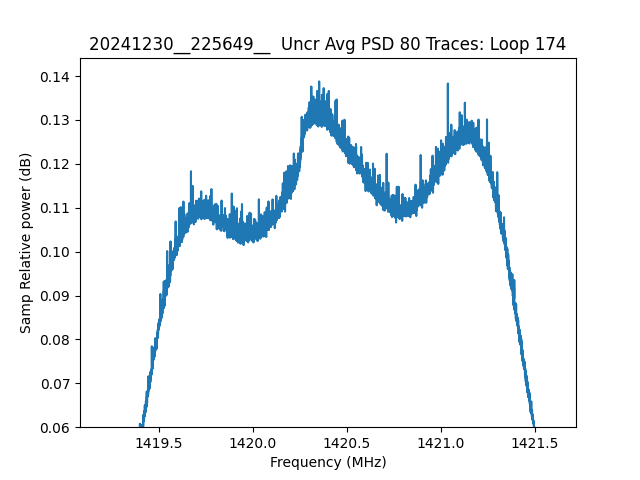 20241230__225649__  Uncr Avg PSD 80 Traces: Loop 174
0.14
0.13
0.12
0.11
0.10
0.09
0.08
0.07
0.06
Samp Relative power (dB)
1419.5 1420.0 1420.5 1421.0 1421.5
Frequency (MHz)